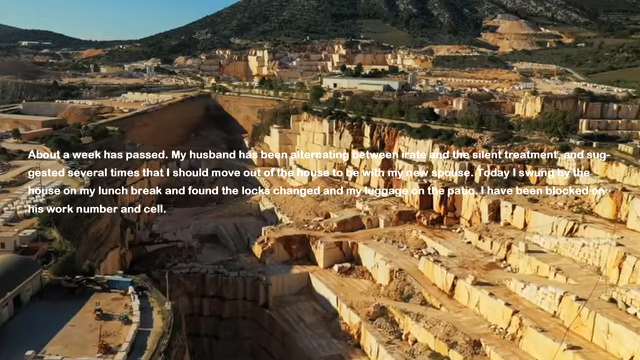 About a week has passed. My husband has been alternating between irate and the silent treatment, and sug-
gested several times that I should move out of the house to be with my new spouse. Today I swung by the
house on my lunch break and found the locks changed and my luggage on the patio. I have been blocked on
his work number and cell.